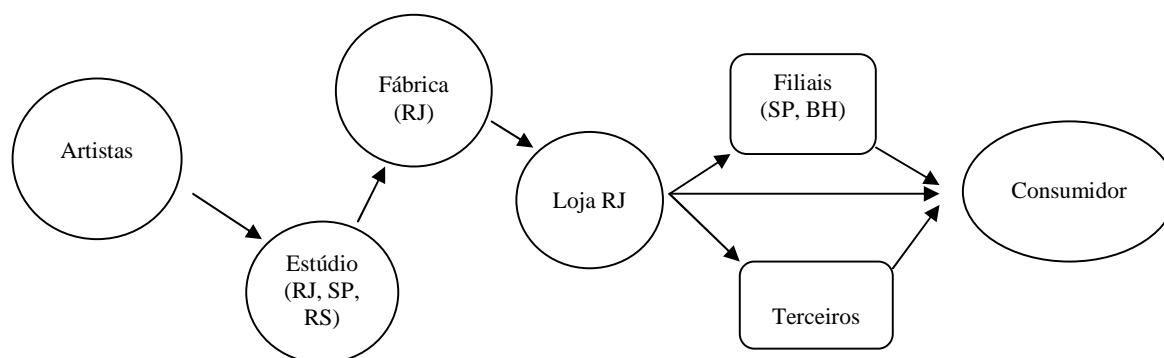 Artistas
Estúdio
(RJ, SP,
RS)
Fábrica
(RJ)
Loja RJ
Filiais
(SP, BH)
Terceiros
Consumidor